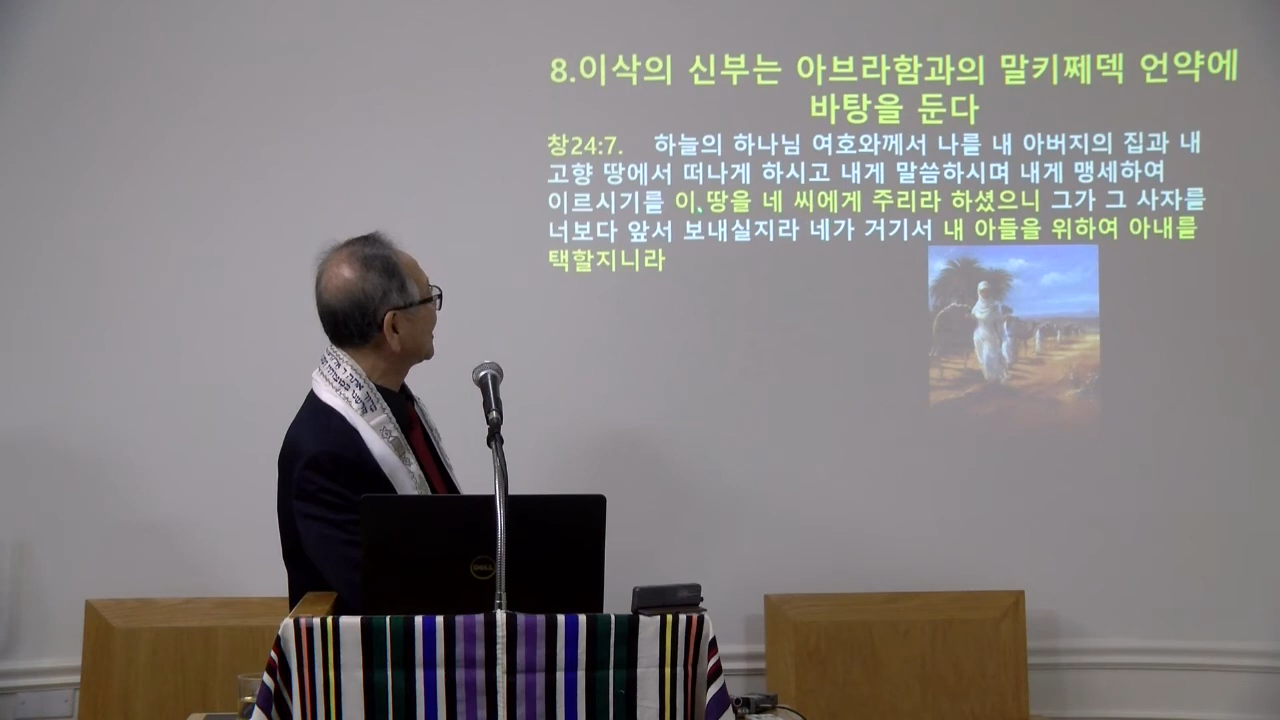 8.이삭의 신부는 아브라함과의 말키쩨덱 언약에
바탕을 둔다
창24:7. 하늘의 하나님 여호와께서 나를 내 아버지의 집과 내
고향 땅에서 떠나게 하시고 내게 말씀하시며 내게 맹세하여
이르시기를 이 땅을 네 씨에게 주리라 하셨으니 그가 그 사자를
너보다 앞서 보내실지라 네가 거기서 내 아들을 위하여 아내를
택할지니라
DELL